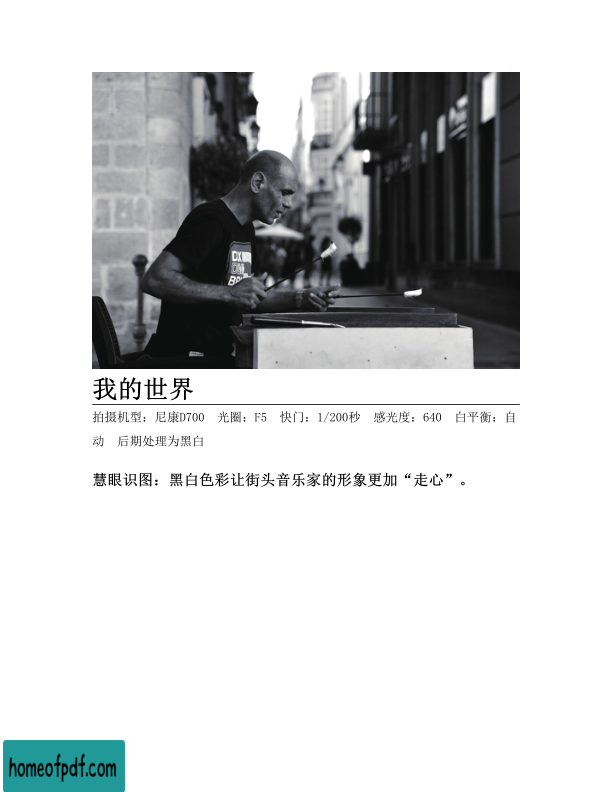 我的世界
拍摄机型：尼康D700 光圈：F5 快门：1/200秒 感光度：640 白平衡：自
动 后期处理为黑白
慧眼识图：黑白色彩让街头音乐家的形象更加“走心”。
homeofpdf.com